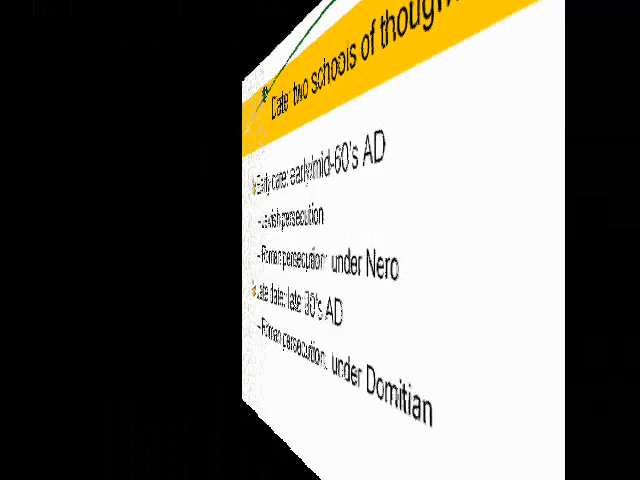 Date: two schools of thought
Early date: early/mid-60's AD
– Jewish persecution
– Roman persecution: under Nero
Late date: late 90's AD
– Roman persecution: under Domitian